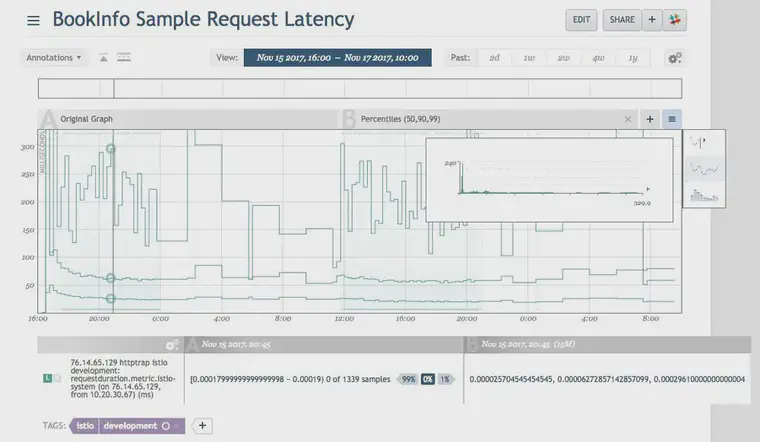 BookInfo Sample Request Latency
EDIT
SHARE
+
Annotations
View:
Nov 15 2017, 16:00 – Nov 17 2017, 10:00
Past:
2d
1w
2w
4w
1y
A
Original Graph
B
Percentiles (50,90,99)
×
+
MILLISECONDS
300
250
200
150
100
50
240
329.9
16:00
20:00
0:00
4:00
8:00
12:00
16:00
20:00
0:00
4:00
8:00
A
Nov 15 2017, 20:45
B
Nov 15 2017, 20:45 (15M)
L
76.14.65.129 httptrap istio
development:
requestduration.metric.istio-
system (on 76.14.65.129,
from 10.20.30.67) (ms)
[0.00017999999999999998 – 0.00019) 0 of 1339 samples
99%
0%
1%
0.000025704545454545, 0.00006272857142857099, 0.00029610000000000004
TAGS:
istio
development
+